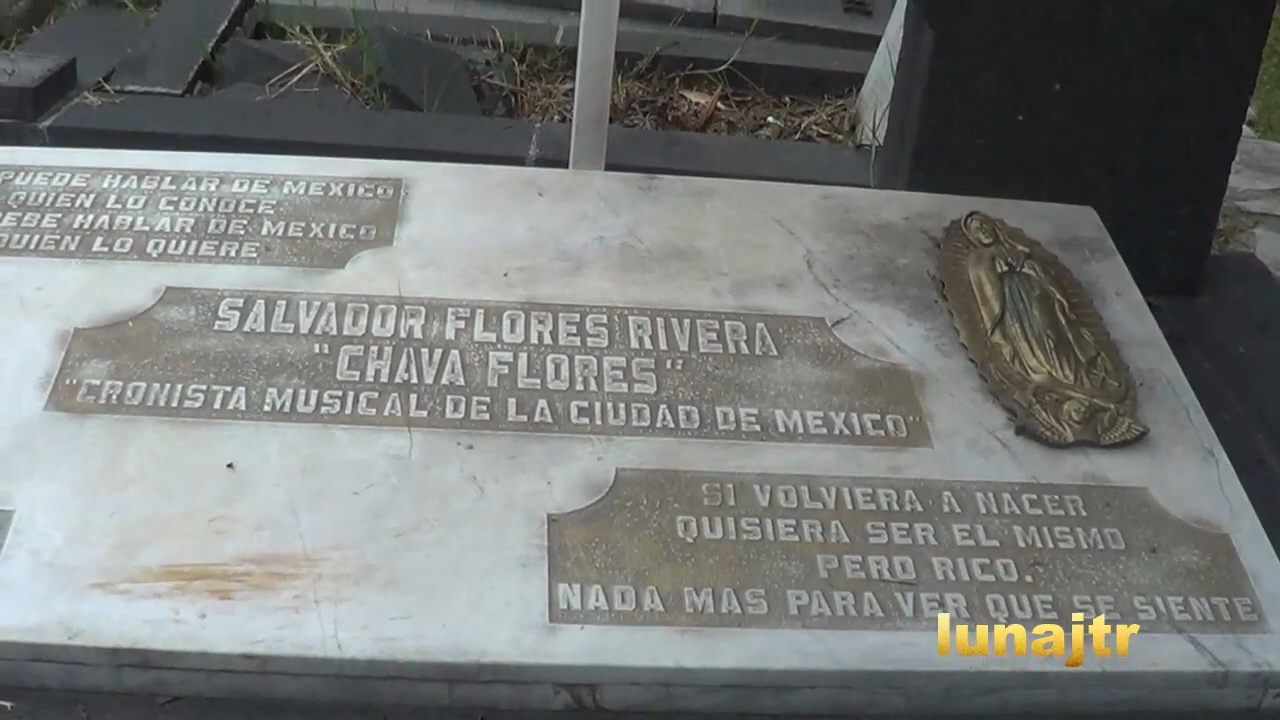 PUEDE HABLAR DE MEXICO
QUIEN LO CONOCE
HABLAR DE MEXICO
QUIEN LO QUIERE
SALVADOR FLORES RIVERA
"CHAVA FLORES"
"CRONISTA MUSICAL DE LA CIUDAD DE MEXICO"
SI VOLVIERA A NACER
QUISIERA SER EL MISMO
PERO RICO.
NADA MAS PARA VER QUE SE SIENTE
lunajtr